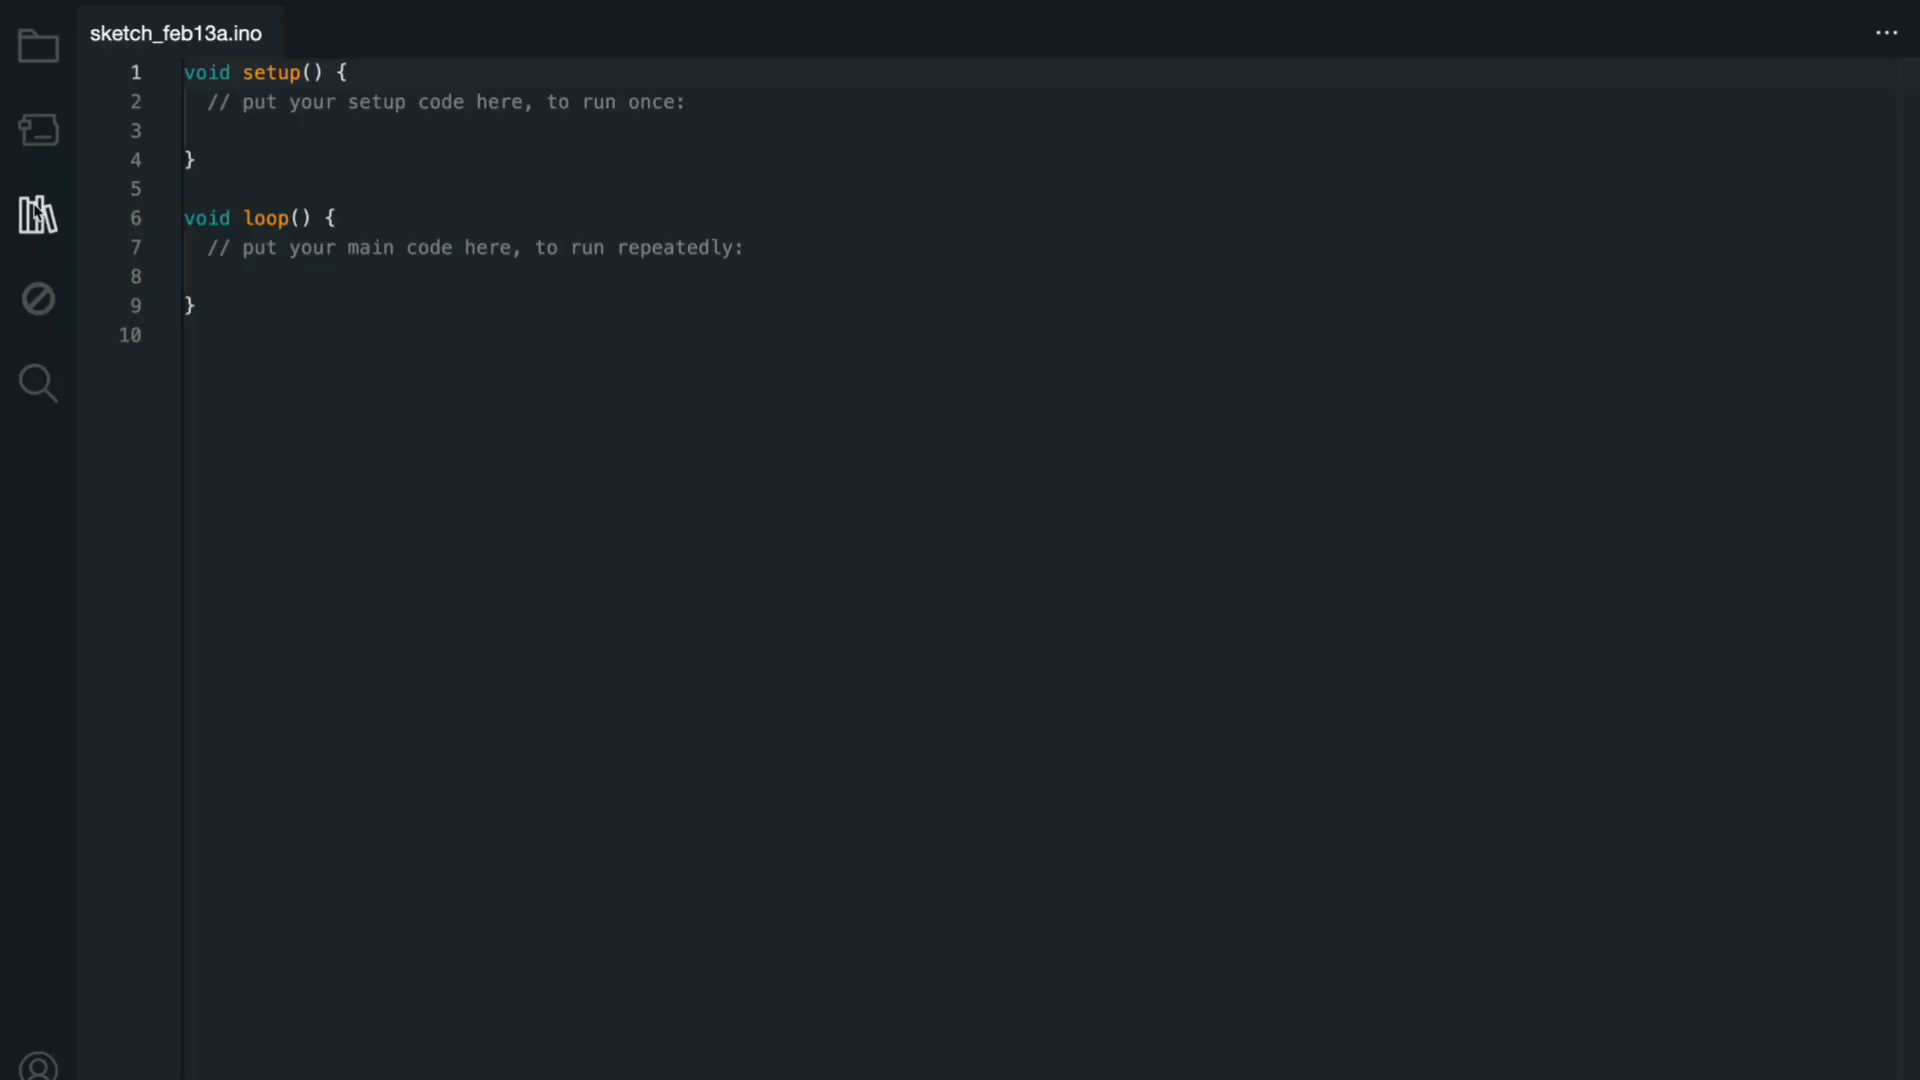 sketch_feb13a.ino
1 void setup() {
2 // put your setup code here, to run once:
3
4 }
5
6 void loop() {
7 // put your main code here, to run repeatedly:
8
9 }
10